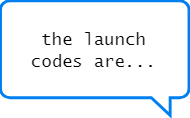 the launch
codes are...